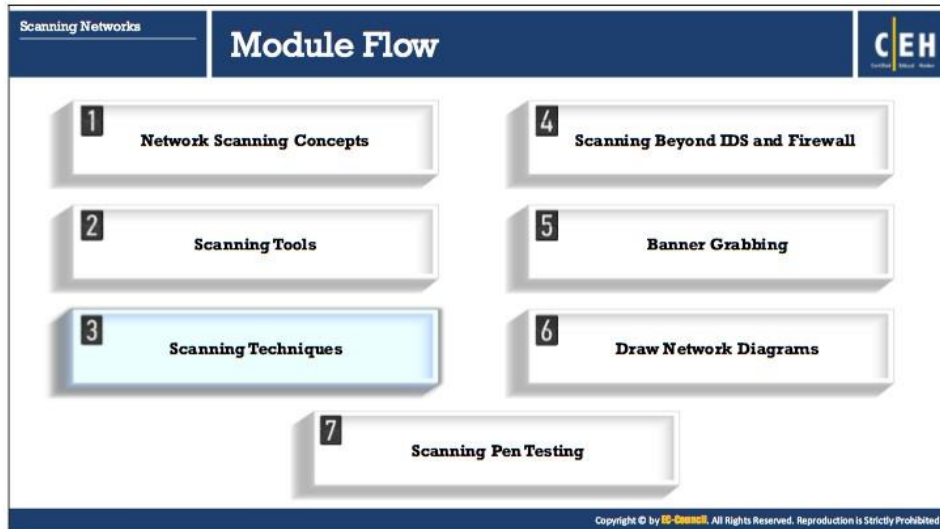 Scanning Networks
Module Flow
C|EH
1
Network Scanning Concepts
2
Scanning Tools
3
Scanning Techniques
4
Scanning Beyond IDS and Firewall
5
Banner Grabbing
6
Draw Network Diagrams
7
Scanning Pen Testing
Copyright © by EC-Council. All Rights Reserved. Reproduction is Strictly Prohibited.